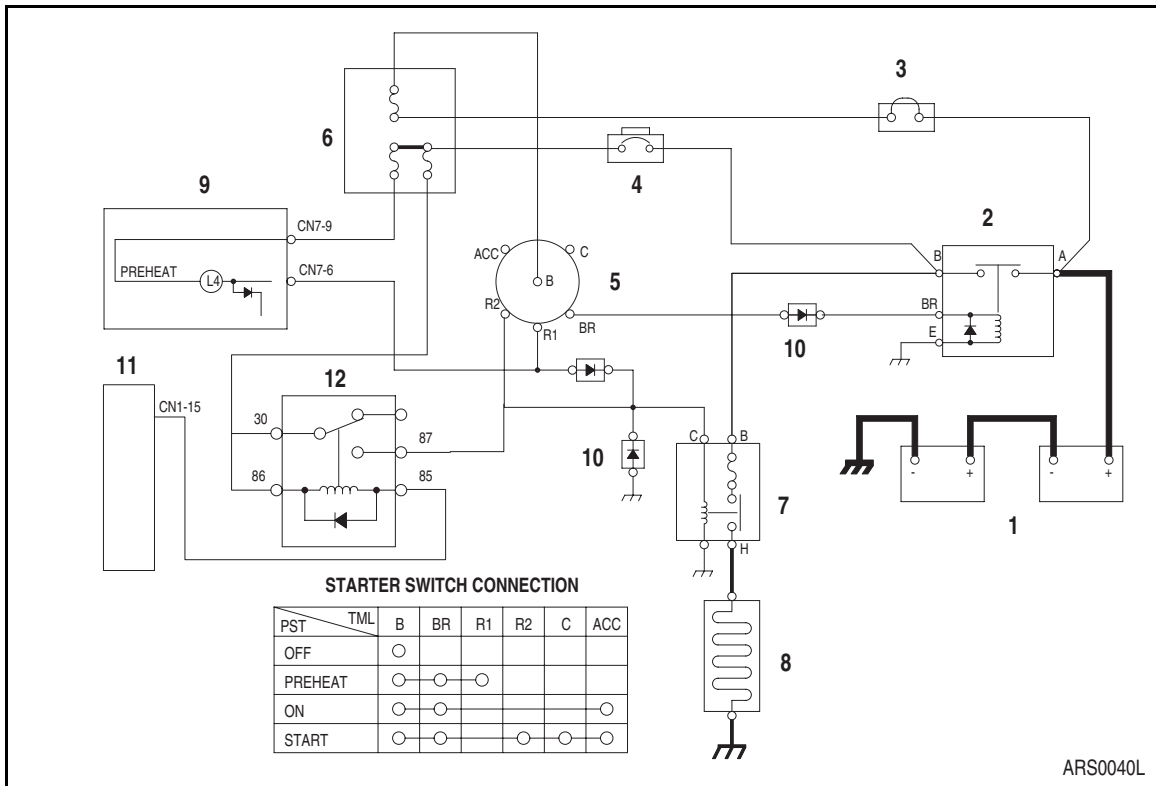 3
6
4
9
2
CN7-9
B
A
ACC
C
PREHEAT
L4
CN7-6
B
5
R2
BR
BR
R1
E
10
11
12
CN1-15
30
87
C
B
10
86
85
-
+
-
+
7
1
H
STARTER SWITCH CONNECTION
PST TML B BR R1 R2 C ACC
OFF
PREHEAT
ON
START
8
ARS0040L